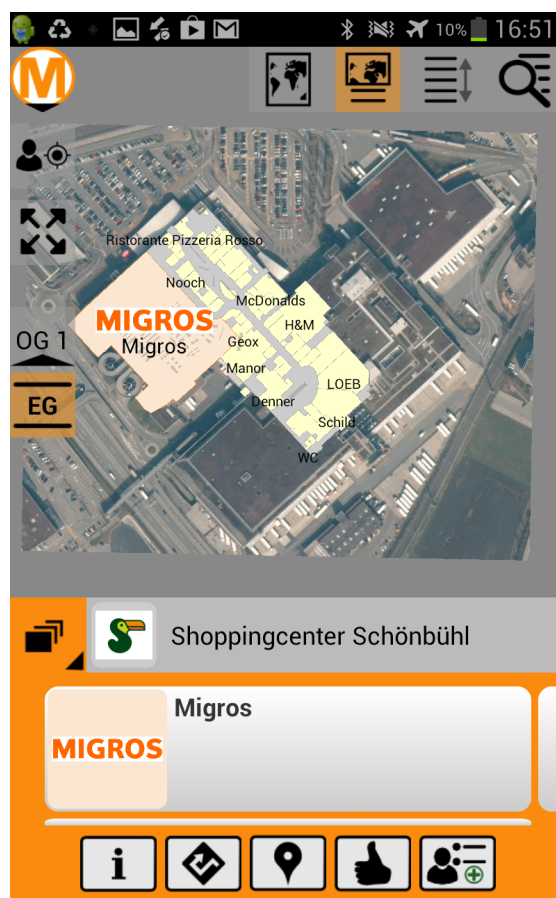 10% 16:51
M
Ristorante Pizzeria Rosso
Nooch
McDonalds
MIGROS
H&M
OG 1
Migros
Geox
Manor
LOEB
EG
Denner
Schild
WC
Shoppingcenter Schönbühl
Migros
MIGROS
i